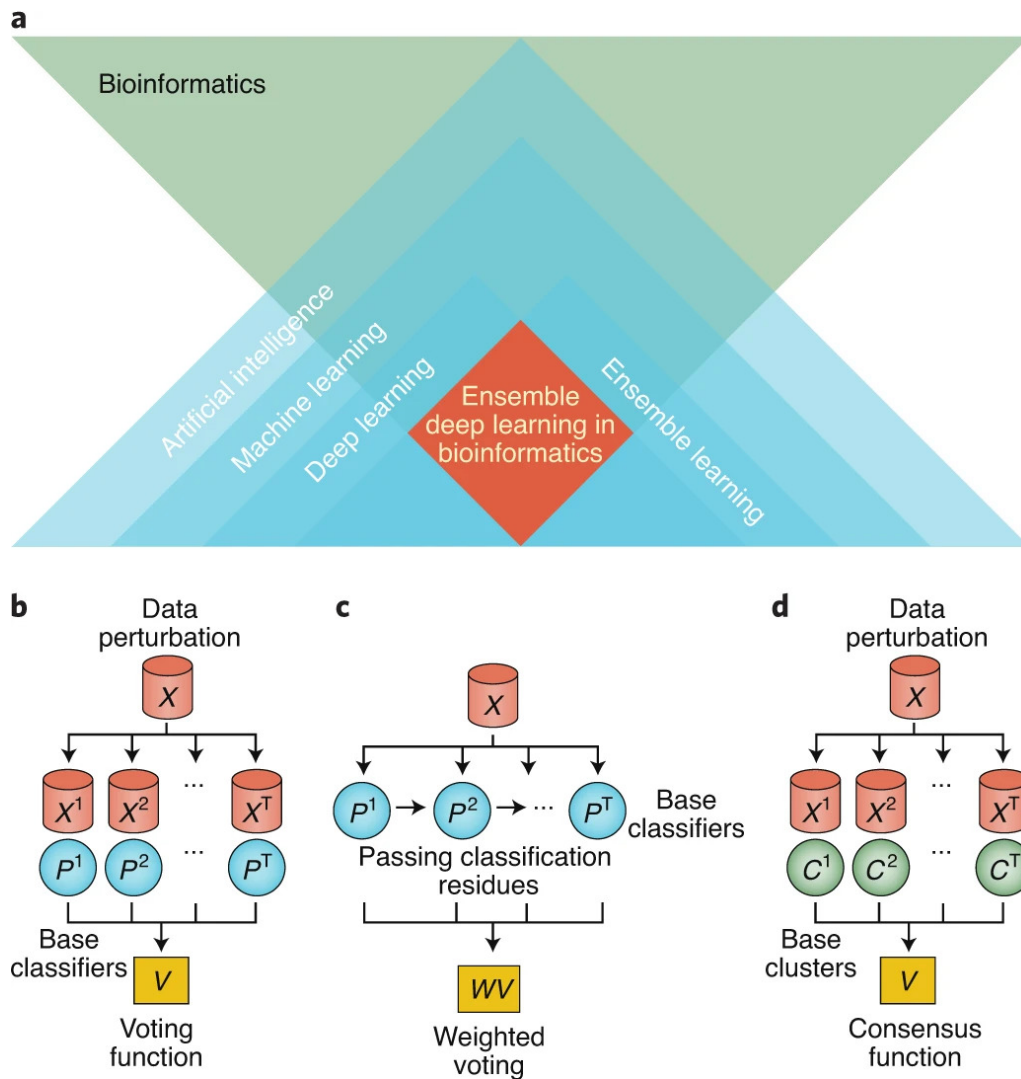 a
Bioinformatics
Artificial intelligence
Machine learning
Deep learning
Ensemble
deep learning in
bioinformatics
Ensemble learning
b
Data
perturbation
X
X¹ X² ... Xᵀ
P¹ P² ... Pᵀ
Base
classifiers
V
Voting
function
c
X
P¹ P² ... Pᵀ
Base
classifiers
Passing classification
residues
WV
Weighted
voting
d
Data
perturbation
X
X¹ X² ... Xᵀ
C¹ C² ... Cᵀ
Base
clusters
V
Consensus
function